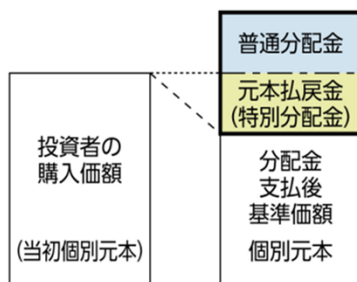 普通分配金
元本払戻金
(特別分配金)
投資者の
購入価額
(当初個別元本)
分配金
支払後
基準価額
個別元本